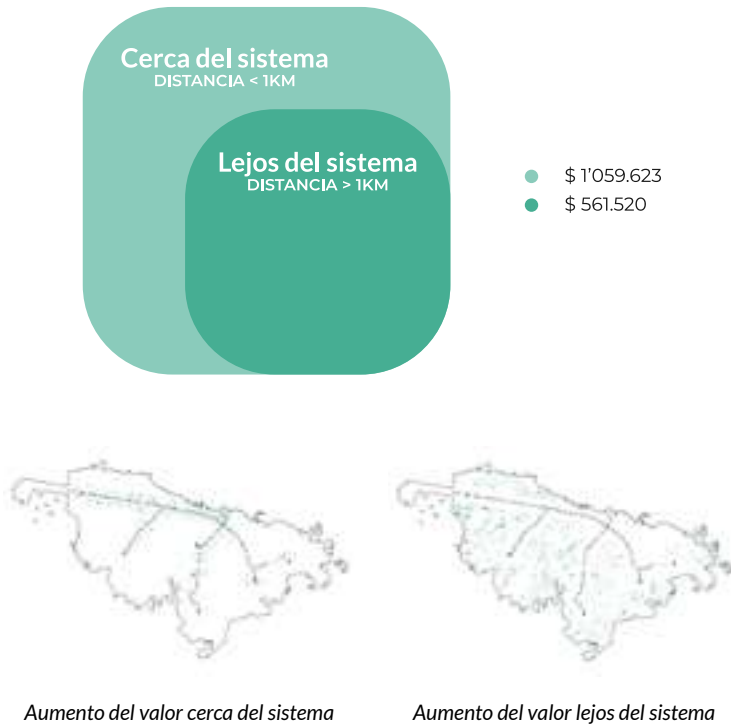 Cerca del sistema
DISTANCIA < 1KM
Lejos del sistema
DISTANCIA > 1KM
$ 1’059.623
$ 561.520
Aumento del valor cerca del sistema
Aumento del valor lejos del sistema